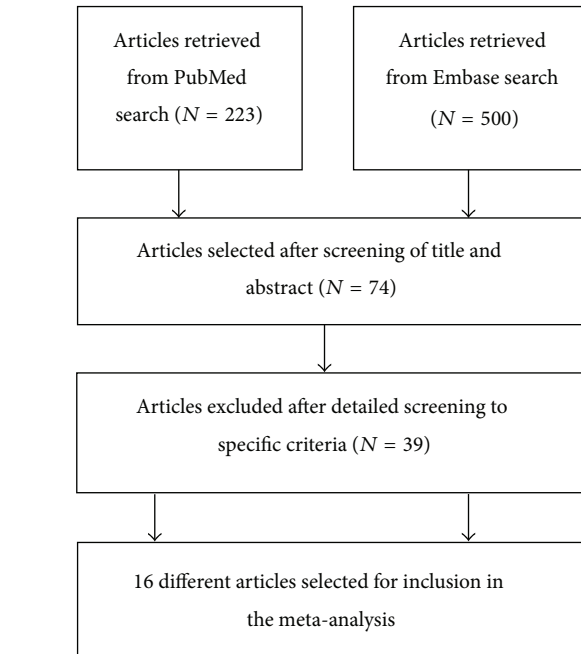 Articles retrieved
from PubMed
search (N = 223)
Articles retrieved
from Embase search
(N = 500)
Articles selected after screening of title and
abstract (N = 74)
Articles excluded after detailed screening to
specific criteria (N = 39)
16 different articles selected for inclusion in
the meta-analysis